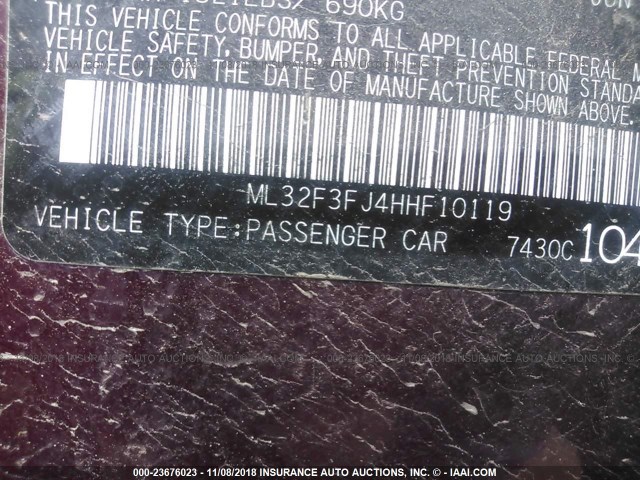 690KG
THIS VEHICLE CONFORMS TO ALL APPLICABLE FEDERAL
VEHICLE SAFETY, BUMPER, AND THEFT PREVENTION
IN EFFECT ON THE DATE OF MANUFACTURE SHOWN ABOVE.
ML32F3FJ4HHF10119
VEHICLE TYPE:PASSENGER CAR 7430C 104
000-23676023 - 11/08/2018 INSURANCE AUTO AUCTIONS, INC. - IAAI.COM